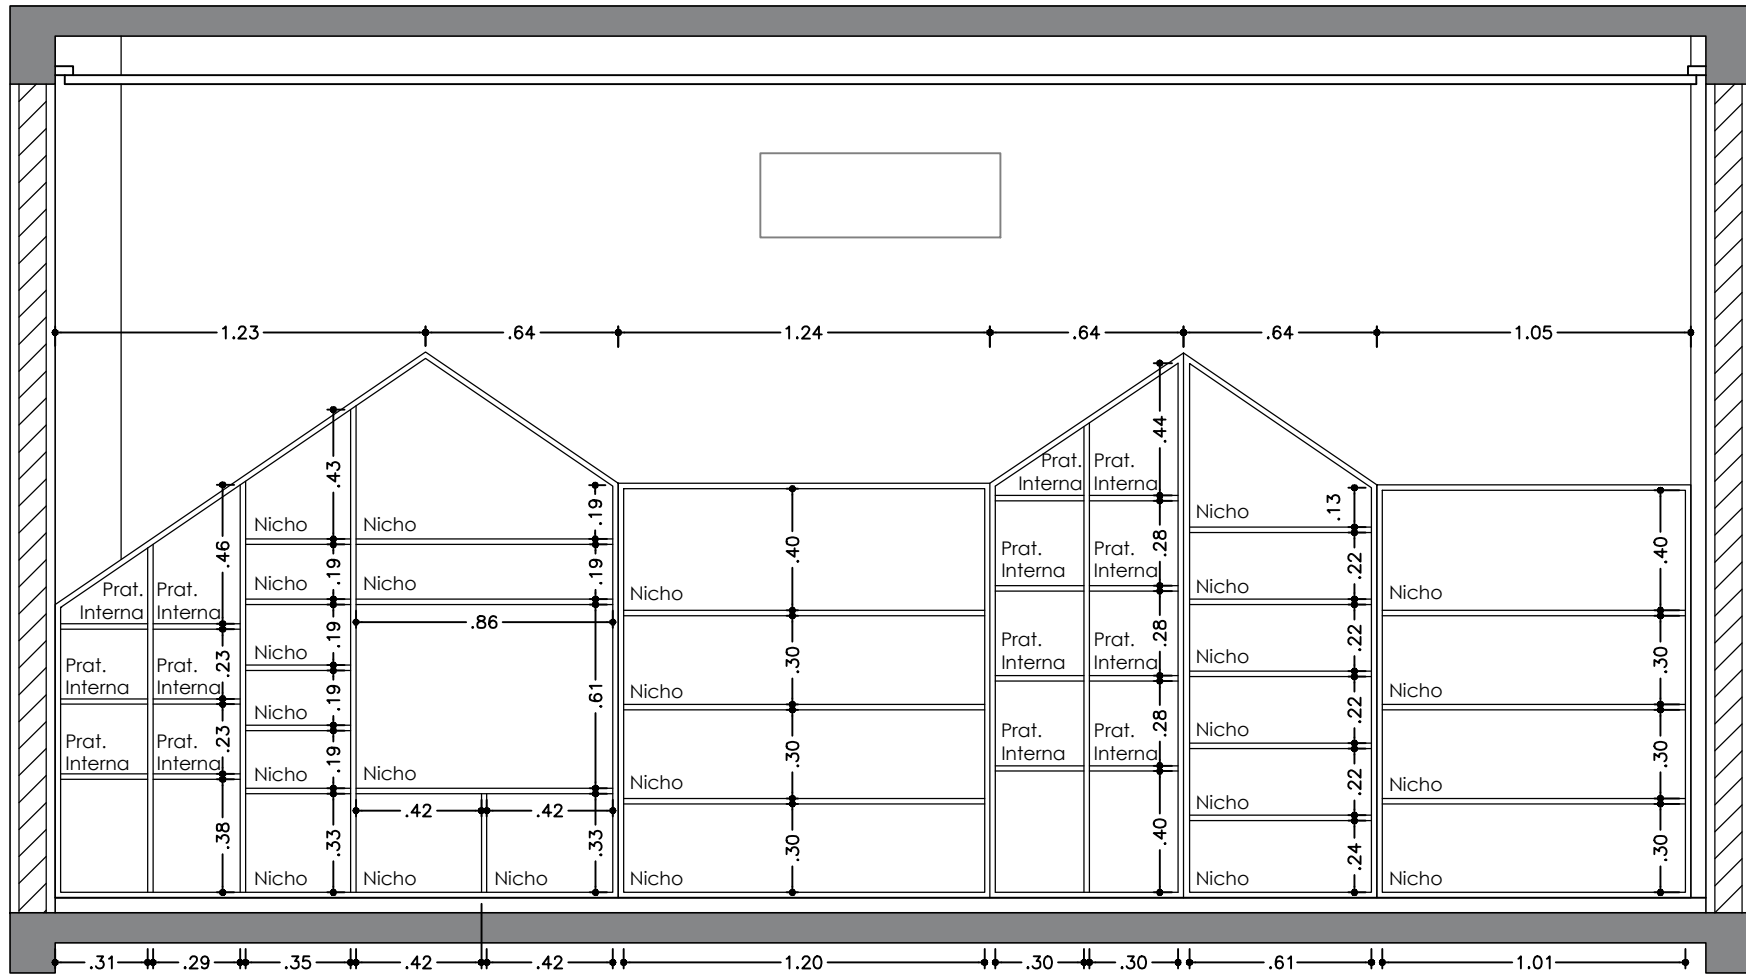 1.23 .64 1.24 .64 .64 1.05
.43
.44
Prat. Prat.
Interna Interna
Nicho Nicho .19 Nicho .13
.46 .40 .28 .40
Prat. Prat.
Interna Interna
Nicho .19 Nicho .19 Nicho .22 Nicho
Prat. Prat.
Interna Interna
Nicho
.86
.19 .28 .22
Prat. Prat.
Interna Interna
Nicho Nicho
Prat. Prat.
Interna Interna
.23 .30 .30
.19 .61 Nicho Nicho
Nicho .22
.28
Prat. Prat.
Interna Interna
Nicho
Prat. Prat.
Interna Interna
.23 .19 .30 .30
Nicho Nicho Nicho Nicho
.22
Nicho
.42 .42
.38 .33 .33 .30 .40 .24 .30
Nicho Nicho Nicho Nicho Nicho Nicho
.31 .29 .35 .42 .42 1.20 .30 .30 .61 1.01